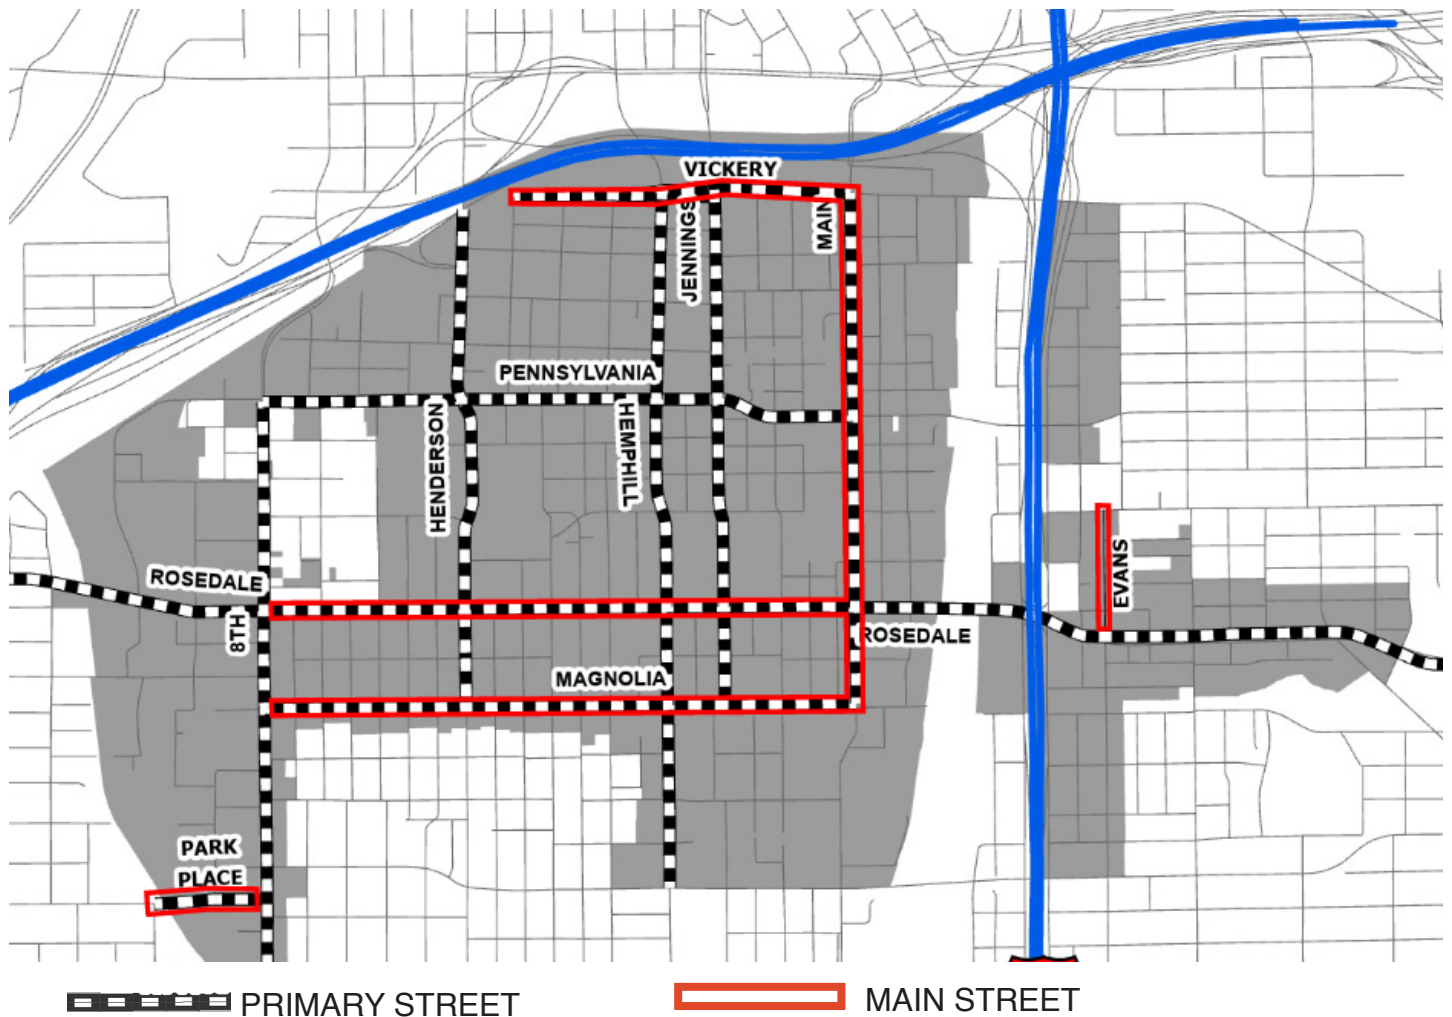 VICKERY
JENNINGS
MAIN
PENNSYLVANIA
HENDERSON
HEMPHILL
EVANS
ROSEDALE
8TH
ROSEDALE
MAGNOLIA
PARK
PLACE
PRIMARY STREET
MAIN STREET